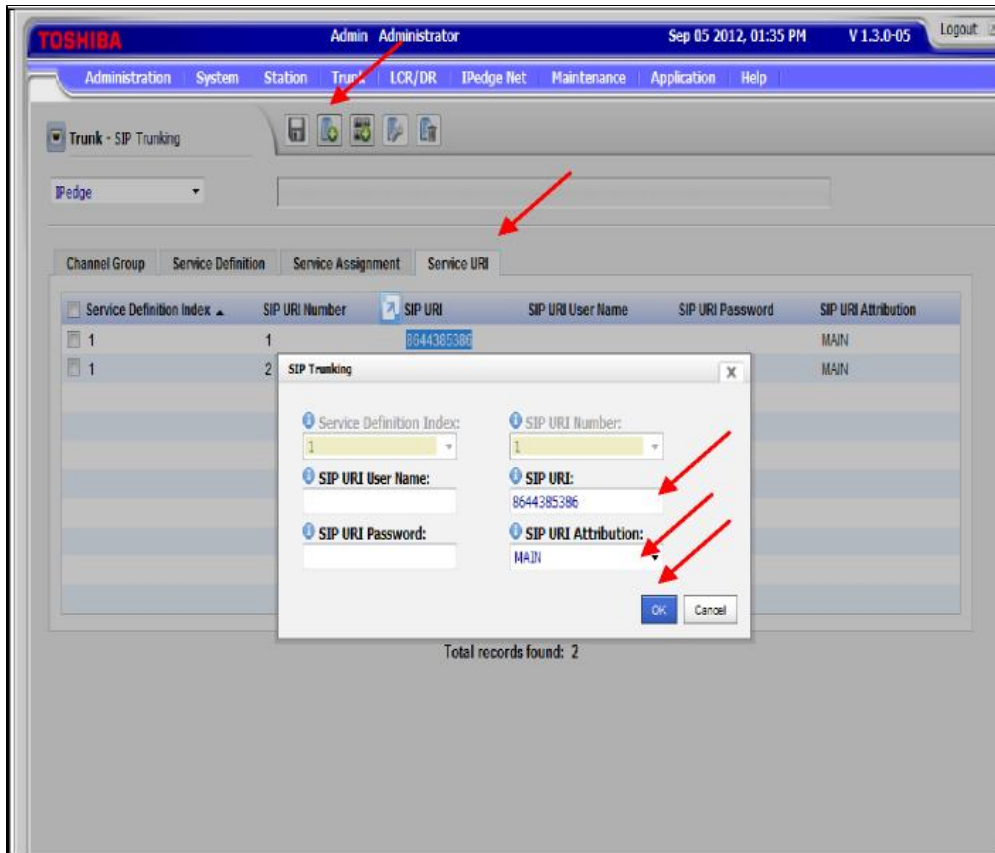 TOSHIBA Admin Administrator Sep 05 2012, 01:35 PM V 1.3.0-05 Logout
Administration System Station Trunk LCR/DR IPedge Net Maintenance Application Help
Trunk - SIP Trunking
IPedge
Channel Group Service Definition Service Assignment Service URI
Service Definition Index SIP URI Number SIP URI SIP URI User Name SIP URI Password SIP URI Attribution
1 1 8644385386 MAIN
1 2 MAIN
SIP Trunking X
Service Definition Index: SIP URI Number:
1 1
SIP URI User Name: SIP URI:
8644385386
SIP URI Password: SIP URI Attribution:
MAIN
OK Cancel
Total records found: 2